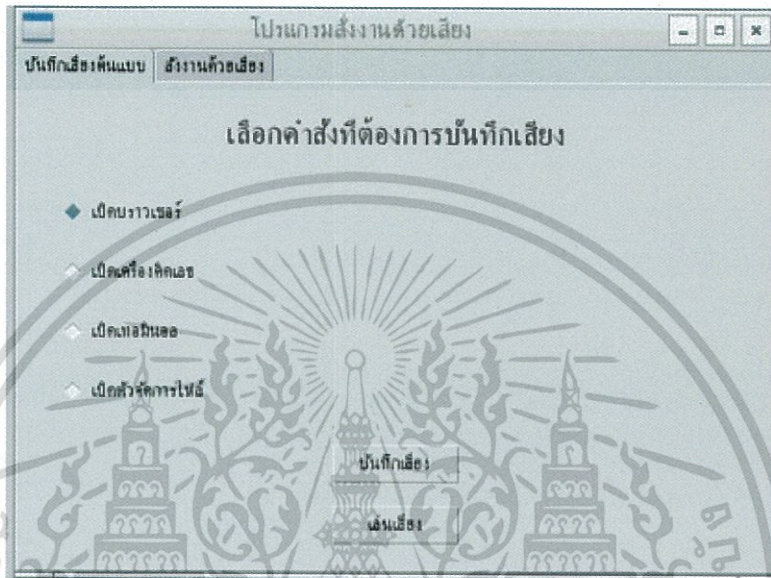 โปรแกรมสั่งงานด้วยเสียง
บันทึกเสียงต้นแบบ สั่งงานด้วยเสียง
เลือกคำสั่งที่ต้องการบันทึกเสียง
เปิดบราวเซอร์
เปิดเครื่องคิดเลข
เปิดเทอมินอล
เปิดตัวจัดการไฟล์
บันทึกเสียง
เล่นเสียง